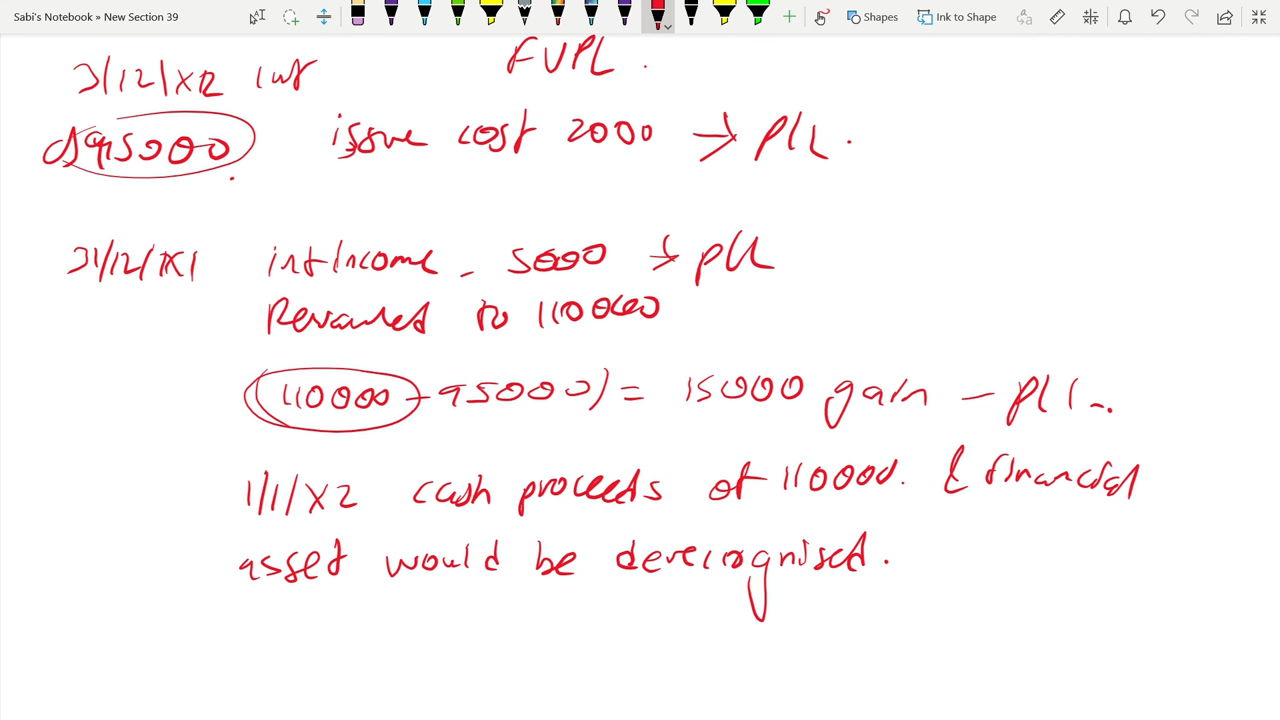 Sabi's Notebook » New Section 39
Shapes
Ink to Shape
FVPL.
31/12/X2 int
$95000 issue cost 2000 → P/L.
31/12/X1 int Income - 5000 → P/L
Revalued to 110000
(110000 - 95000) = 15000 gain - P/L.
1/1/X2 cash proceeds of 110000. & financial
asset would be derecognised.